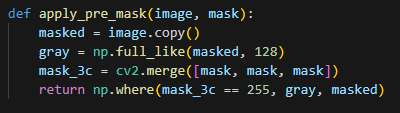 def apply_pre_mask(image, mask):
    masked = image.copy()
    gray = np.full_like(masked, 128)
    mask_3c = cv2.merge([mask, mask, mask])
    return np.where(mask_3c == 255, gray, masked)